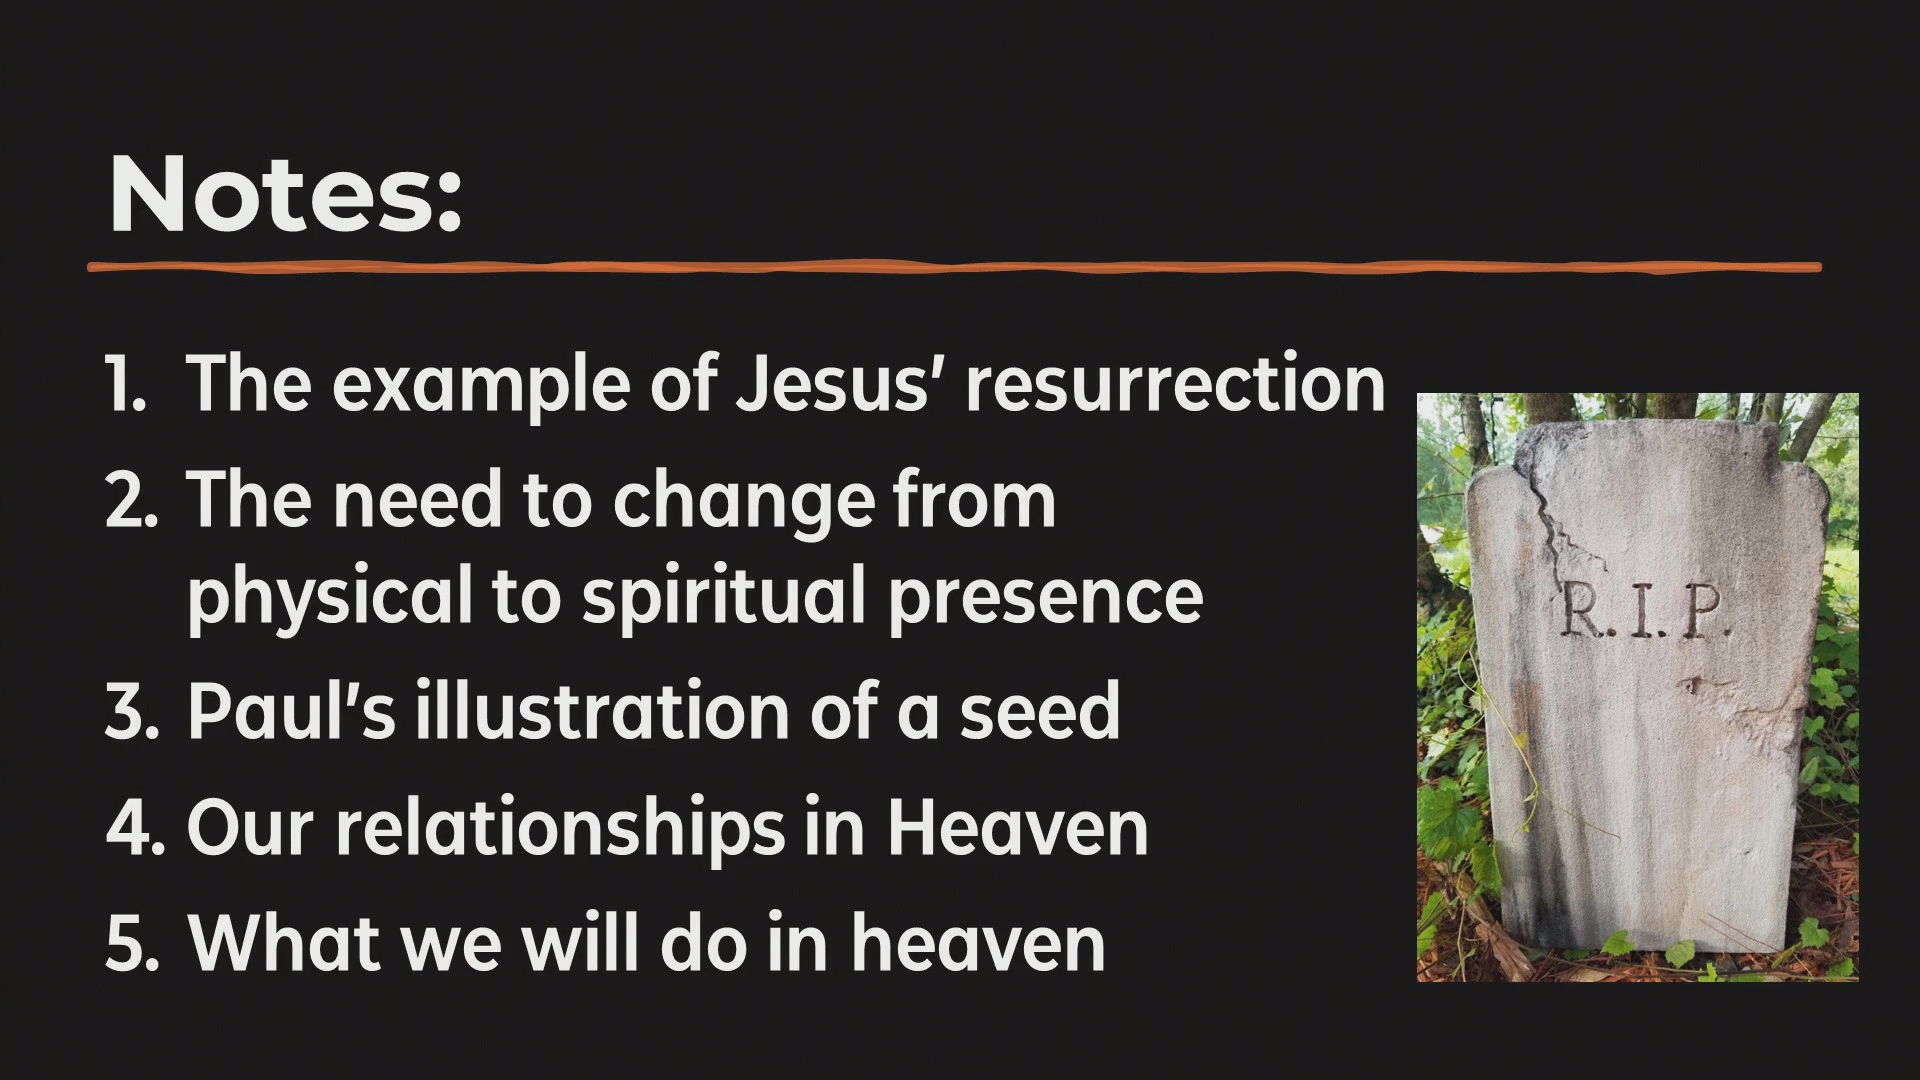 Notes:
1. The example of Jesus' resurrection
2. The need to change from
physical to spiritual presence
3. Paul's illustration of a seed
4. Our relationships in Heaven
5. What we will do in heaven
R.I.P.